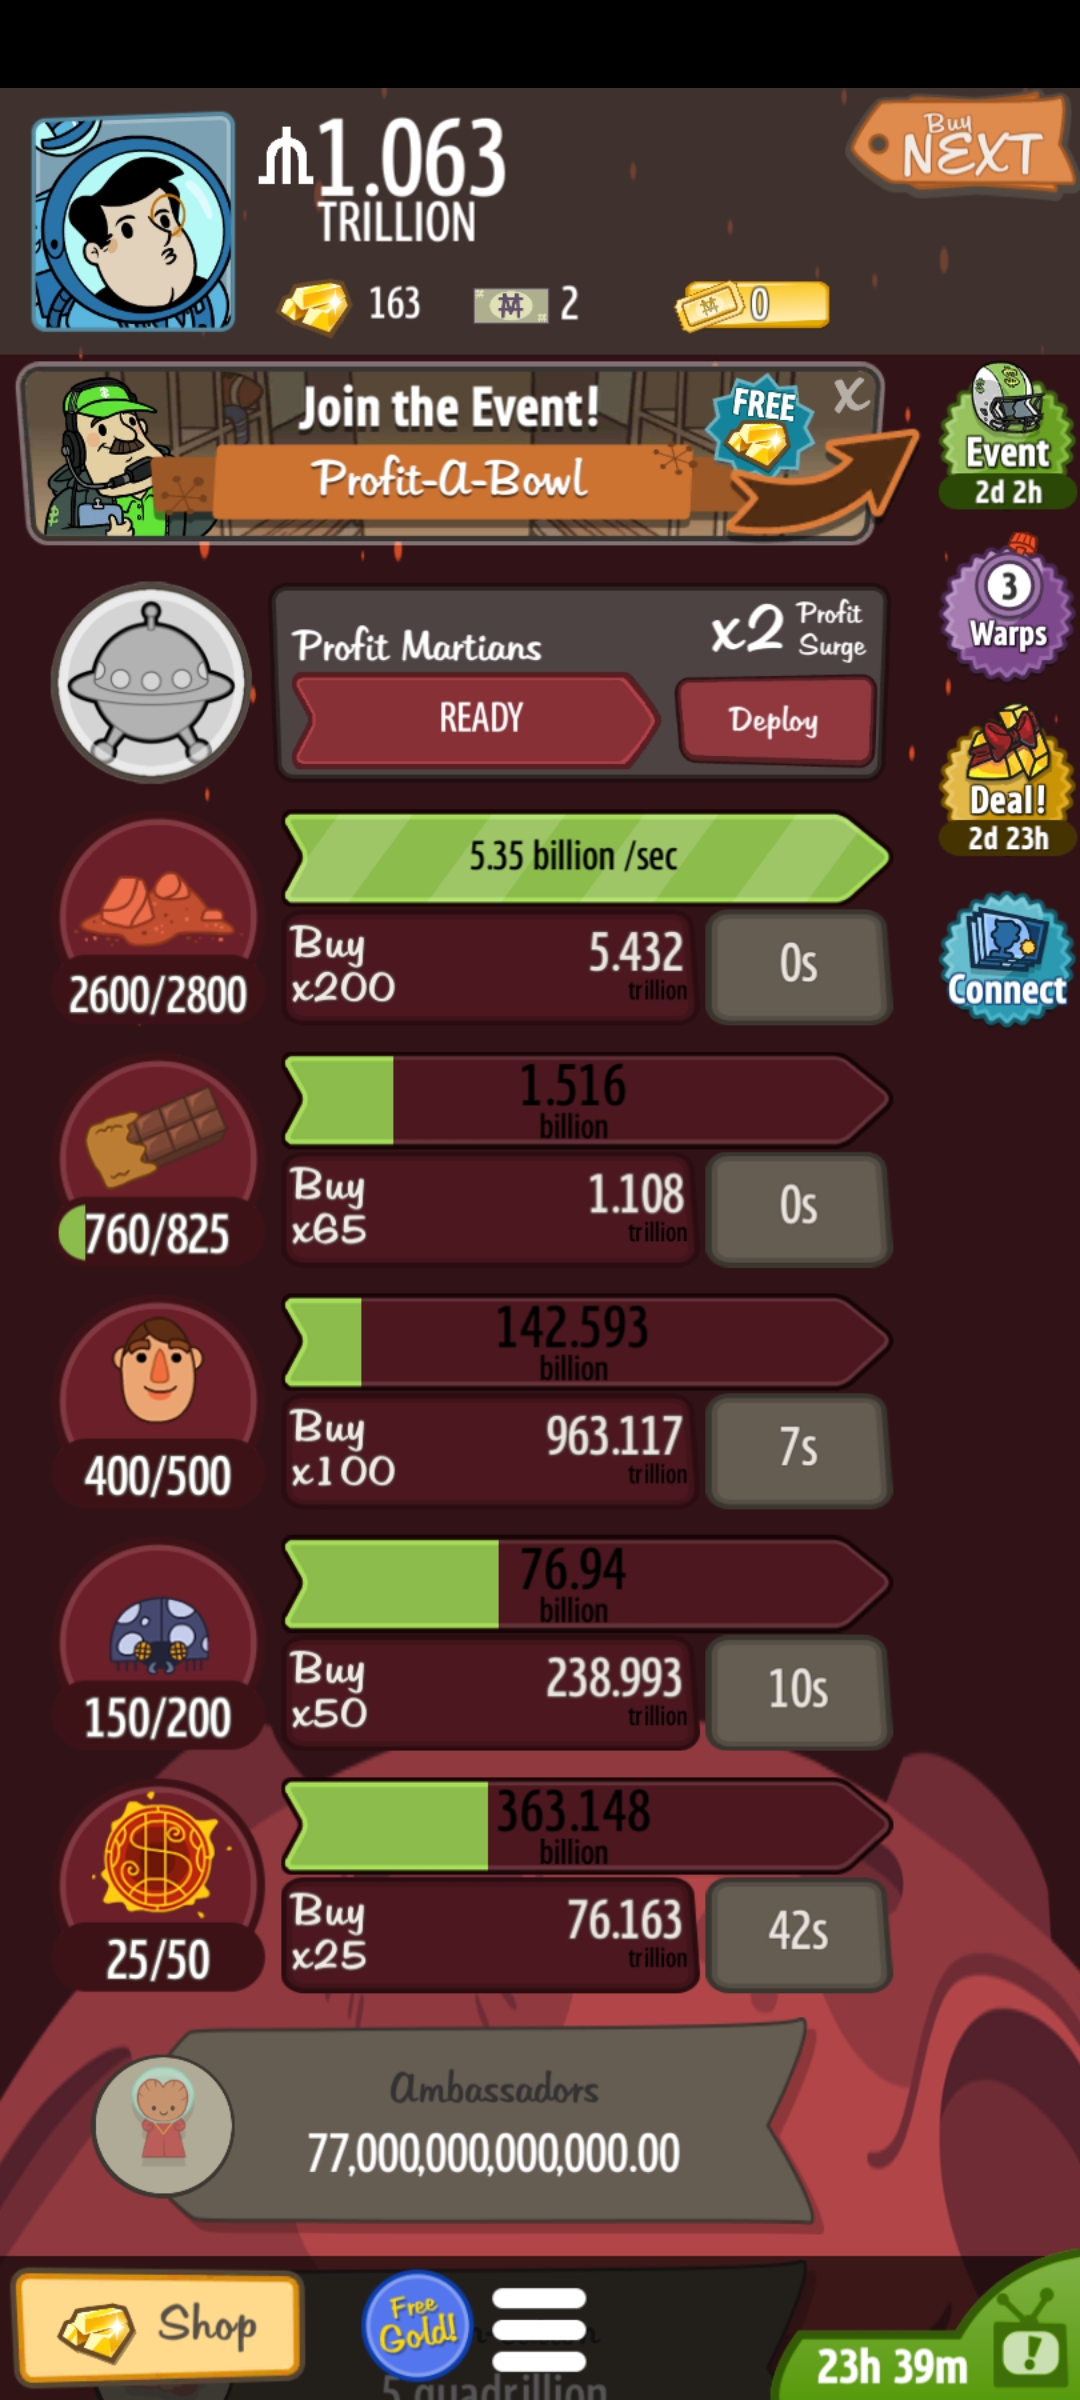 ₼1.063
TRILLION
Buy
NEXT
163
2
0
Join the Event!
Profit-A-Bowl
FREE
X
Event
2d 2h
3
Warps
Profit Martians
x2 Profit
Surge
READY
Deploy
Deal!
2d 23h
5.35 billion /sec
2600/2800
Buy
x200
5.432
trillion
0s
Connect
1.516
billion
760/825
Buy
x65
1.108
trillion
0s
142.593
billion
400/500
Buy
x100
963.117
trillion
7s
76.94
billion
150/200
Buy
x50
238.993
trillion
10s
363.148
billion
25/50
Buy
x25
76.163
trillion
42s
Ambassadors
77,000,000,000,000.00
Shop
Free
Gold!
5 quadrillion
23h 39m